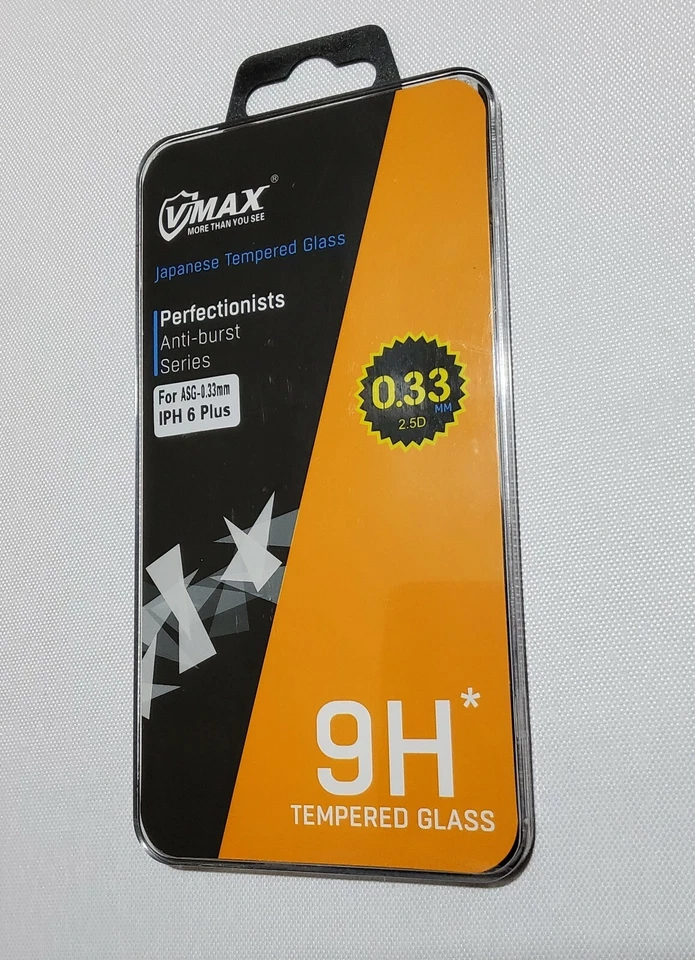 VMAX®
MORE THAN YOU SEE
Japanese Tempered Glass
Perfectionists
Anti-burst
Series
For ASG-0.33mm
IPH 6 Plus
0.33
MM
2.5D
9H*
TEMPERED GLASS